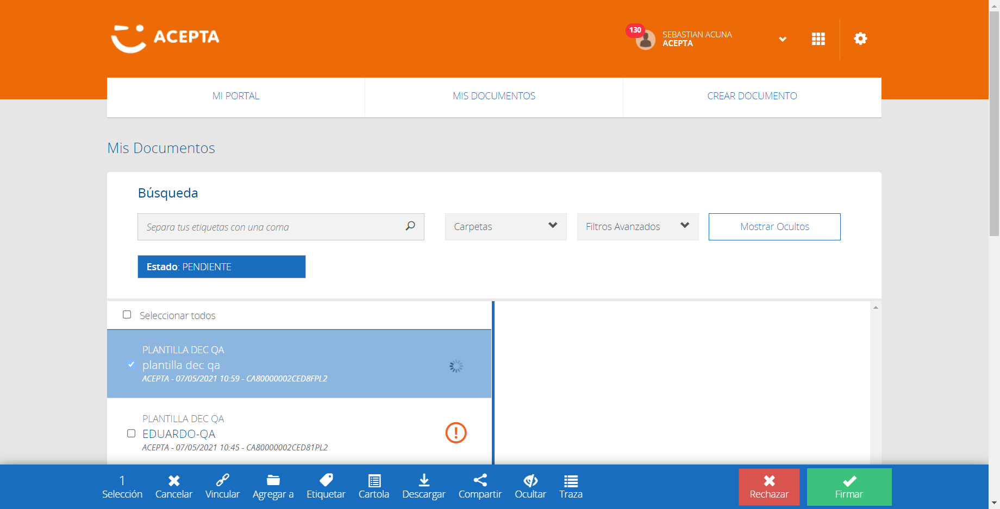 ACEPTA
130
SEBASTIAN ACUNA
ACEPTA
MI PORTAL
MIS DOCUMENTOS
CREAR DOCUMENTO
Mis Documentos
Búsqueda
Separa tus etiquetas con una coma
Carpetas
Filtros Avanzados
Mostrar Ocultos
Estado: PENDIENTE
Seleccionar todos
PLANTILLA DEC QA
plantilla dec qa
ACEPTA - 07/05/2021 10:59 - CA80000002CED8FPL2
PLANTILLA DEC QA
EDUARDO-QA
ACEPTA - 07/05/2021 10:45 - CA80000002CED81PL2
1
Selección
Cancelar
Vincular
Agregar a
Etiquetar
Cartola
Descargar
Compartir
Ocultar
Traza
Rechazar
Firmar